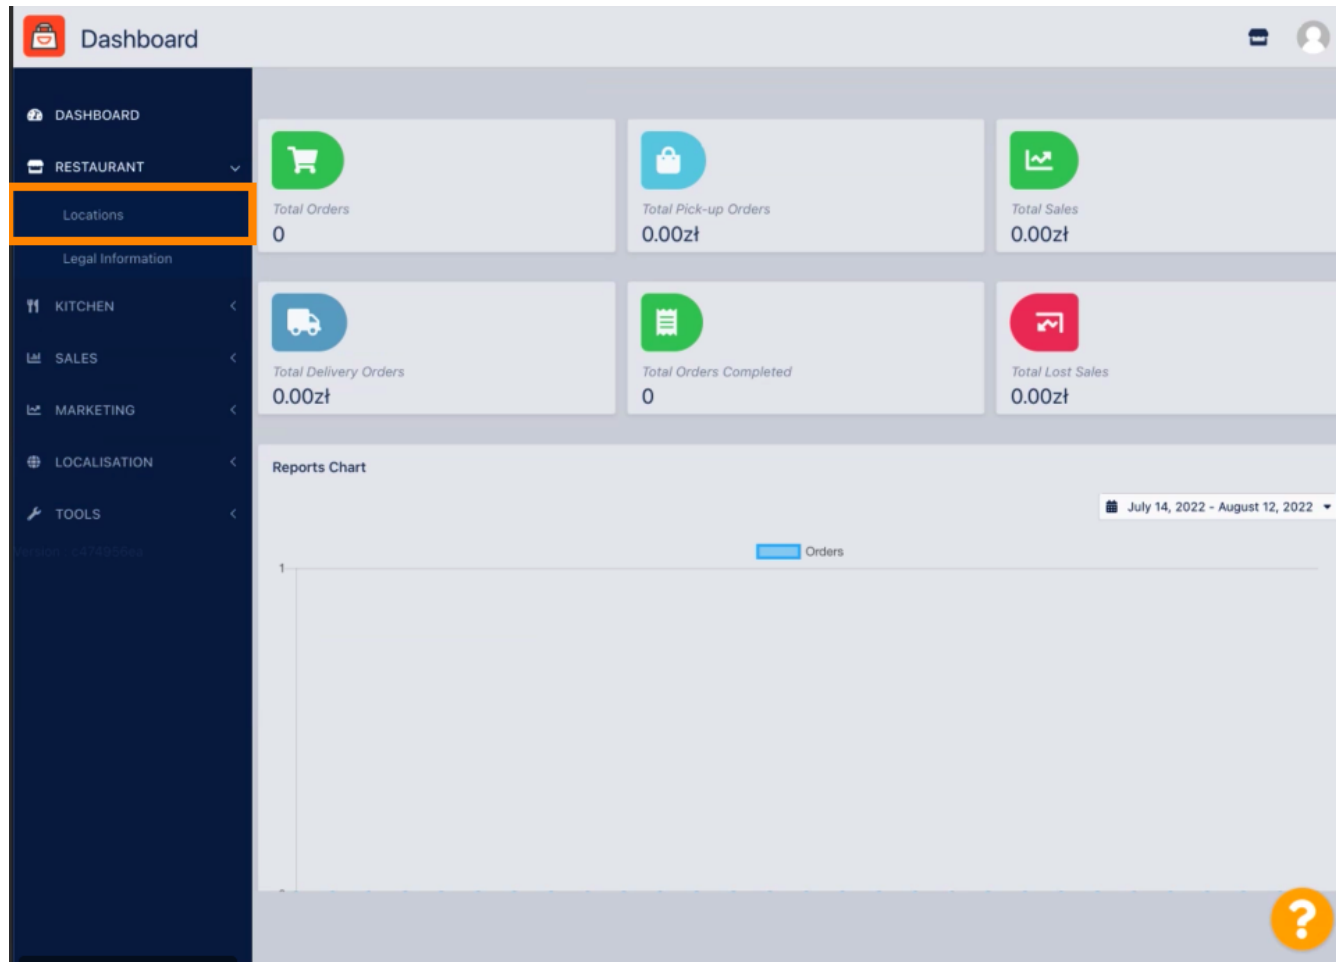 Dashboard
DASHBOARD
RESTAURANT
Locations
Legal Information
KITCHEN
SALES
MARKETING
LOCALISATION
TOOLS
Version : c474956ea
Total Orders
0
Total Pick-up Orders
0.00zł
Total Sales
0.00zł
Total Delivery Orders
0.00zł
Total Orders Completed
0
Total Lost Sales
0.00zł
Reports Chart
July 14, 2022 - August 12, 2022
Orders
1
?